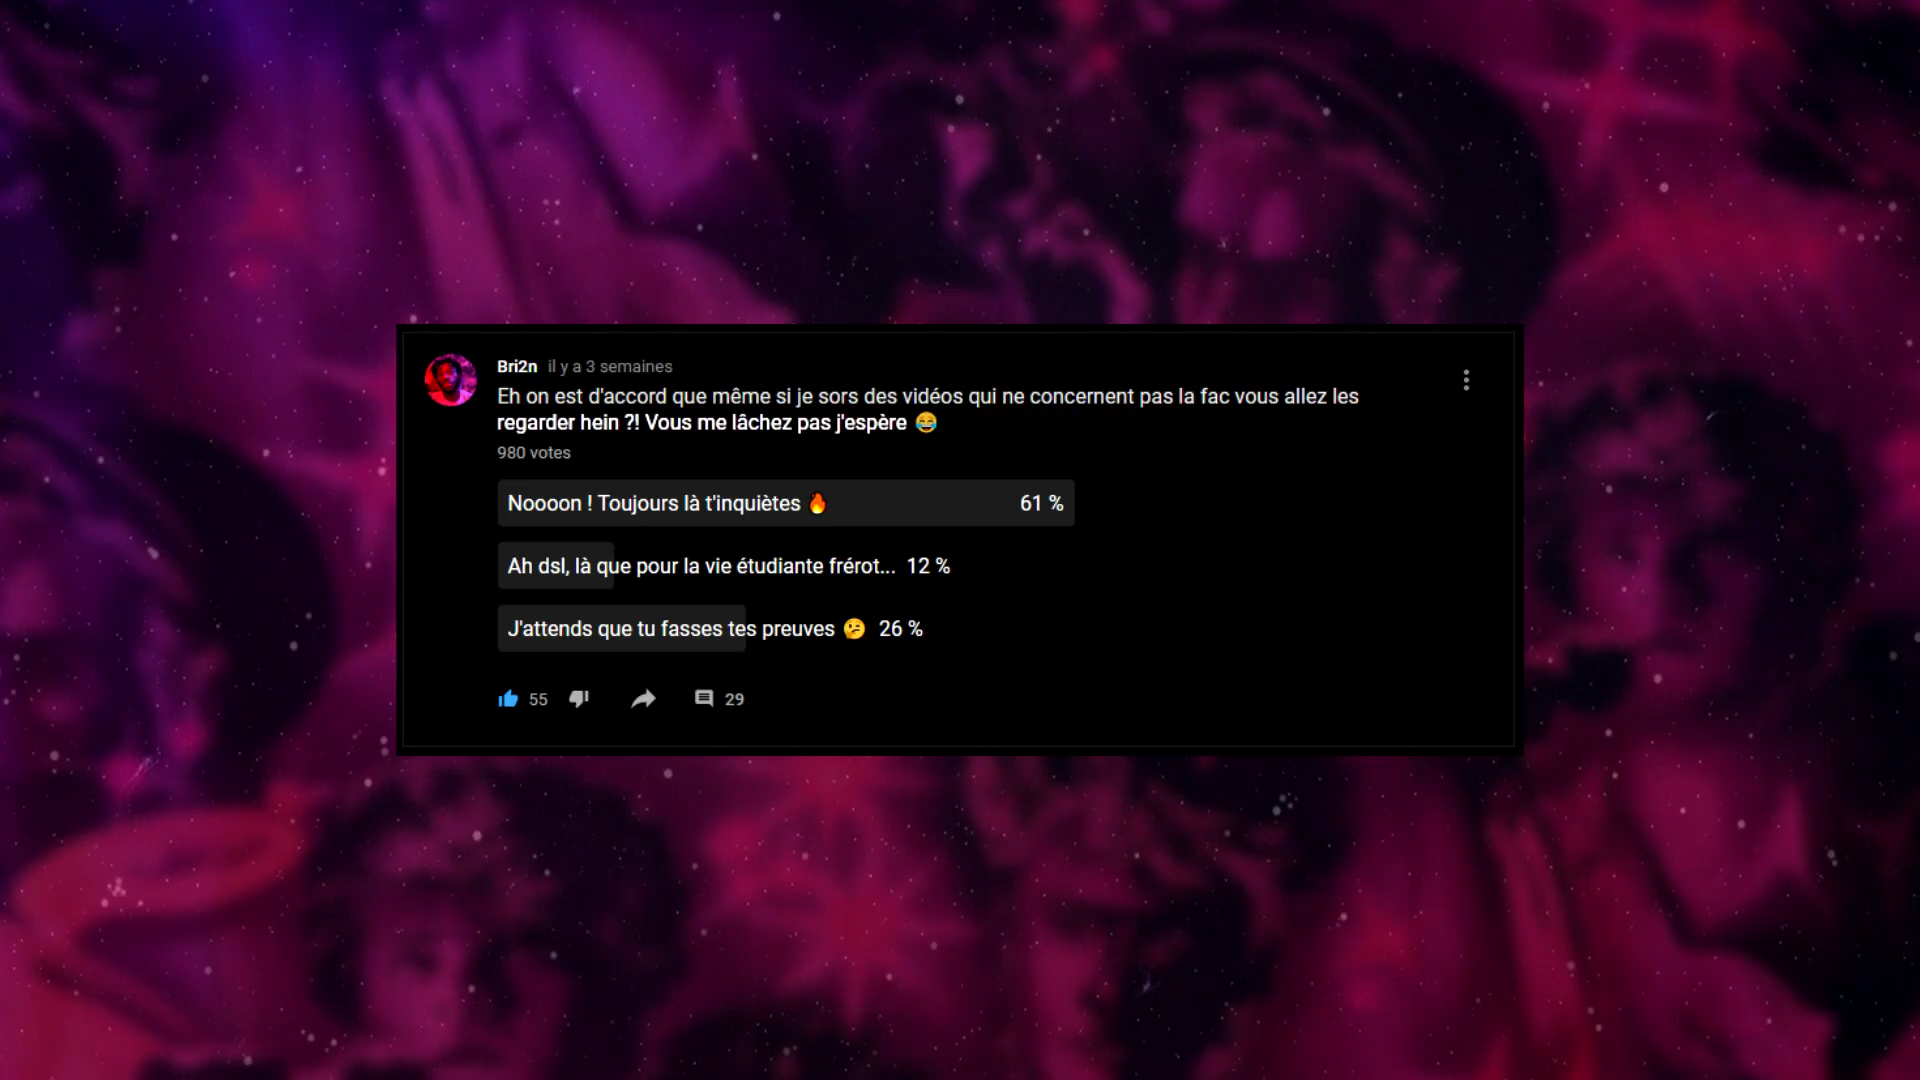 Bri2n il y a 3 semaines
Eh on est d'accord que même si je sors des vidéos qui ne concernent pas la fac vous allez les
regarder hein ?! Vous me lâchez pas j'espère 😂
980 votes
Noooon ! Toujours là t'inquiètes 🔥 61 %
Ah dsl, là que pour la vie étudiante frérot... 12 %
J'attends que tu fasses tes preuves 🤔 26 %
55 29